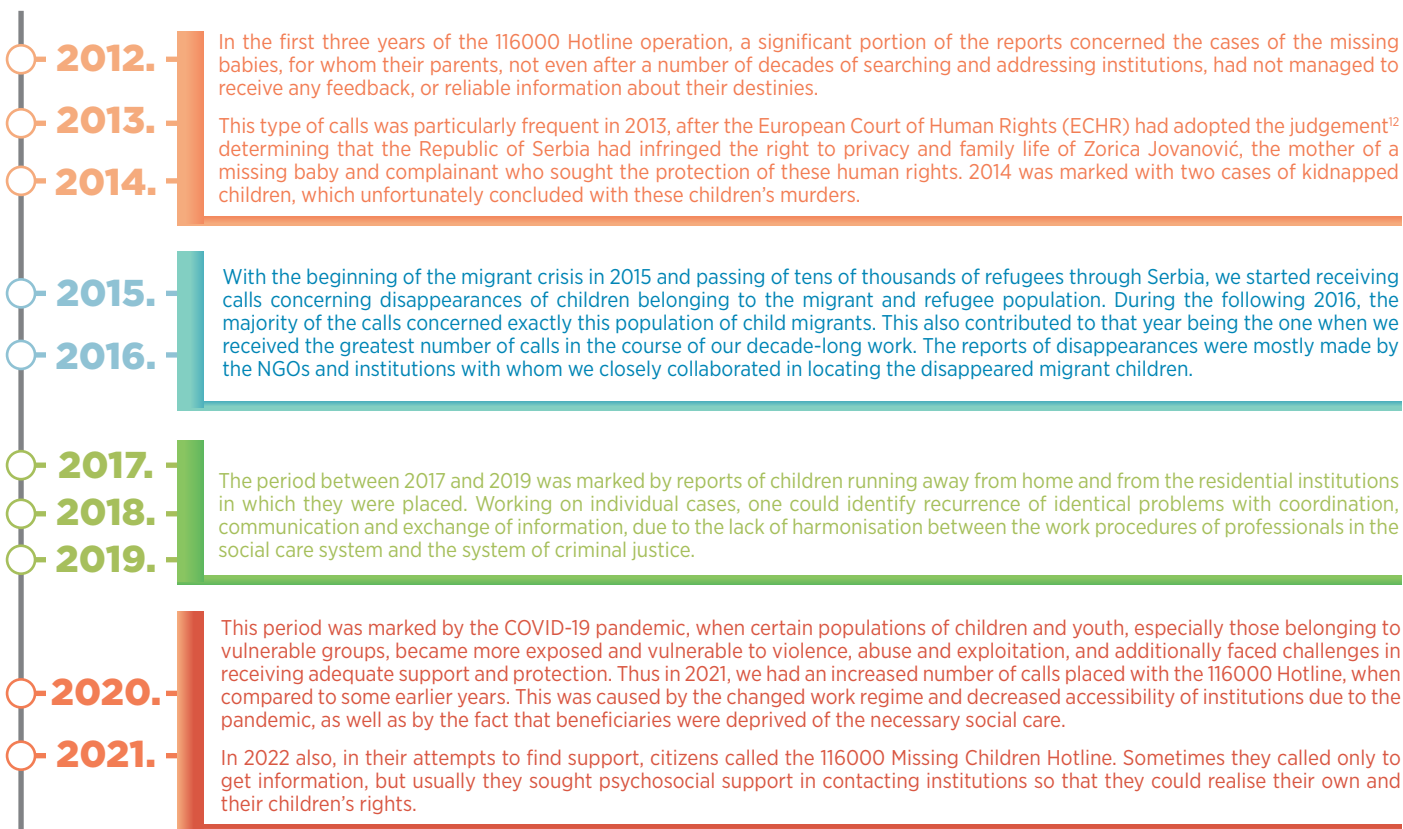 2012.
2013.
2014.
In the first three years of the 116000 Hotline operation, a significant portion of the reports concerned the cases of the missing
babies, for whom their parents, not even after a number of decades of searching and addressing institutions, had not managed to
receive any feedback, or reliable information about their destinies.
This type of calls was particularly frequent in 2013, after the European Court of Human Rights (ECHR) had adopted the judgement¹²
determining that the Republic of Serbia had infringed the right to privacy and family life of Zorica Jovanović, the mother of a
missing baby and complainant who sought the protection of these human rights. 2014 was marked with two cases of kidnapped
children, which unfortunately concluded with these children's murders.
2015.
2016.
With the beginning of the migrant crisis in 2015 and passing of tens of thousands of refugees through Serbia, we started receiving
calls concerning disappearances of children belonging to the migrant and refugee population. During the following 2016, the
majority of the calls concerned exactly this population of child migrants. This also contributed to that year being the one when we
received the greatest number of calls in the course of our decade-long work. The reports of disappearances were mostly made by
the NGOs and institutions with whom we closely collaborated in locating the disappeared migrant children.
2017.
2018.
2019.
The period between 2017 and 2019 was marked by reports of children running away from home and from the residential institutions
in which they were placed. Working on individual cases, one could identify recurrence of identical problems with coordination,
communication and exchange of information, due to the lack of harmonisation between the work procedures of professionals in the
social care system and the system of criminal justice.
2020.
2021.
This period was marked by the COVID-19 pandemic, when certain populations of children and youth, especially those belonging to
vulnerable groups, became more exposed and vulnerable to violence, abuse and exploitation, and additionally faced challenges in
receiving adequate support and protection. Thus in 2021, we had an increased number of calls placed with the 116000 Hotline, when
compared to some earlier years. This was caused by the changed work regime and decreased accessibility of institutions due to the
pandemic, as well as by the fact that beneficiaries were deprived of the necessary social care.
In 2022 also, in their attempts to find support, citizens called the 116000 Missing Children Hotline. Sometimes they called only to
get information, but usually they sought psychosocial support in contacting institutions so that they could realise their own and
their children's rights.